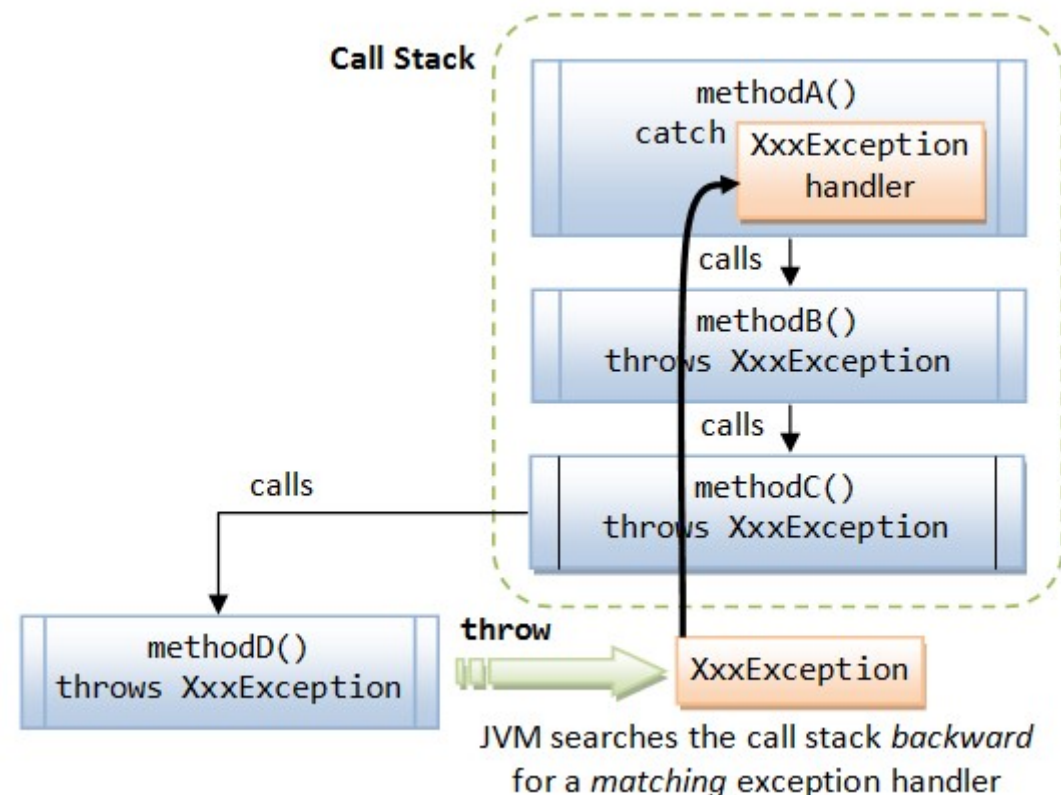 Call Stack
methodA()
catch
XxxException
handler
calls
methodB()
throws XxxException
calls
methodC()
throws XxxException
calls
methodD()
throws XxxException
throw
XxxException
JVM searches the call stack backward
for a matching exception handler